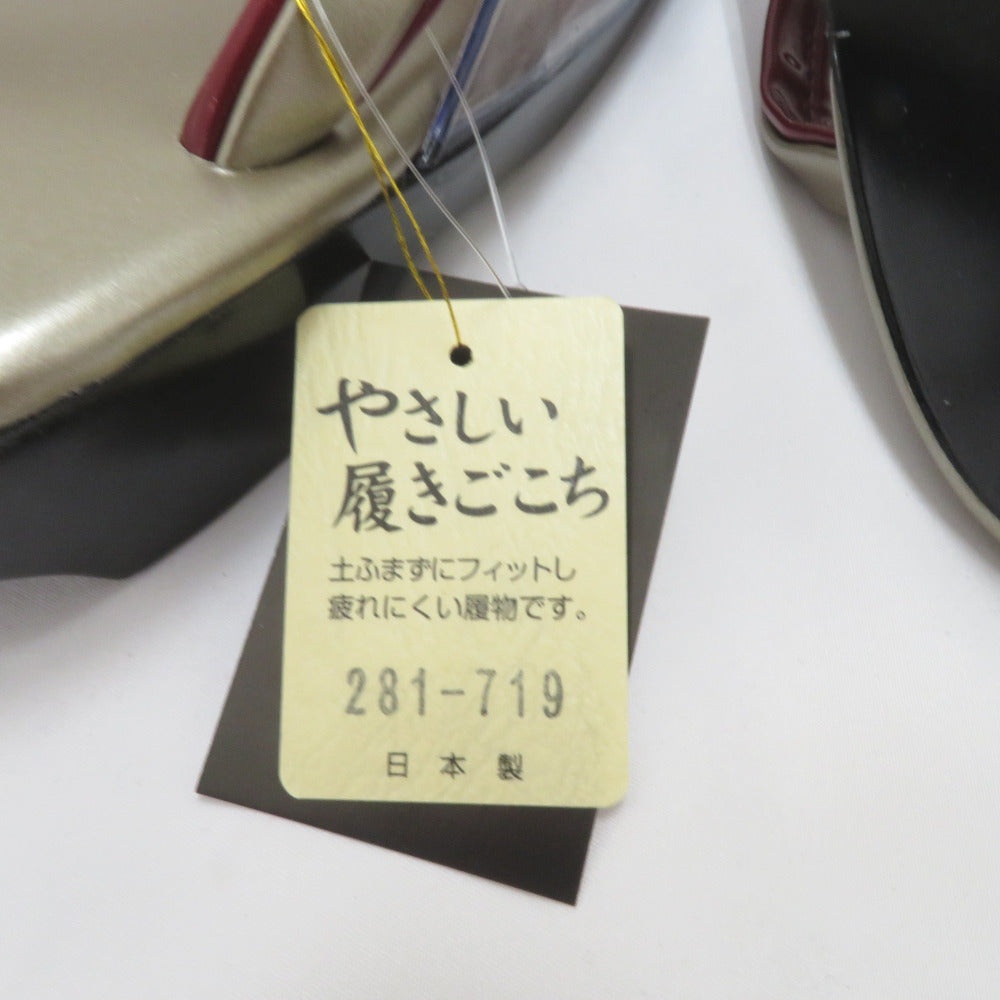 やさしい
履きごこち
土ふまずにフィットし
疲れにくい履物です。
281-719
日本製